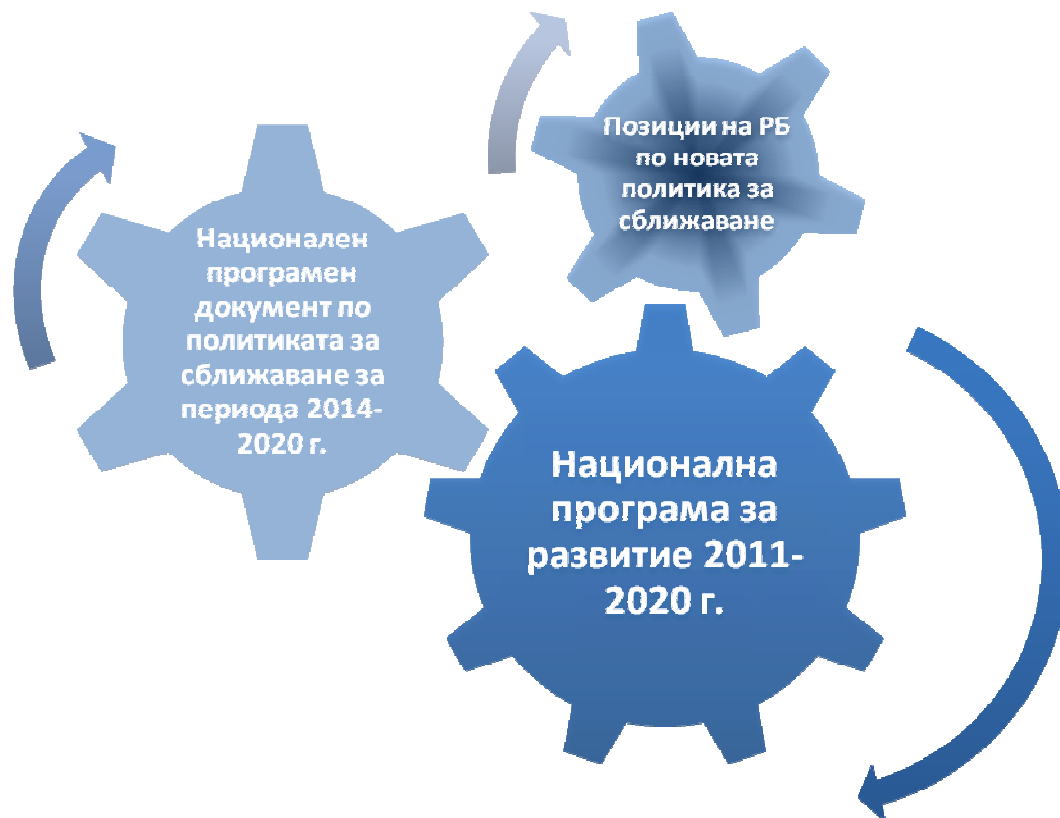 Позиции на РБ
по новата
политика за
сближаване
Национален
програмен
документ по
политиката за
сближаване за
периода 2014-
2020 г.
Национална
програма за
развитие 2011-
2020 г.